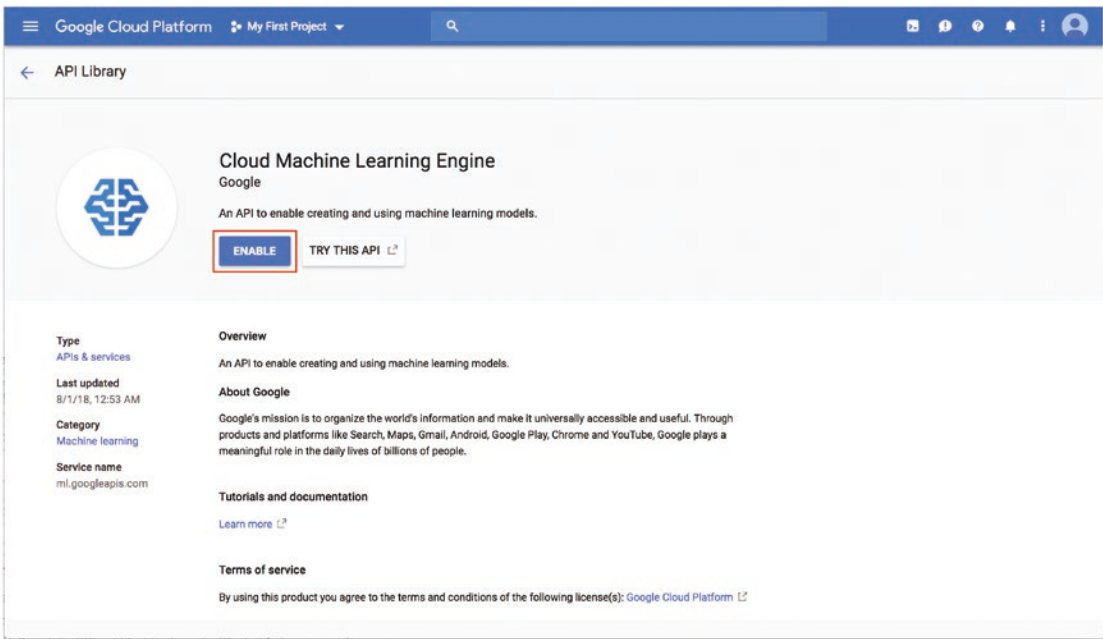 Google Cloud Platform My First Project
API Library
Cloud Machine Learning Engine
Google
An API to enable creating and using machine learning models.
ENABLE TRY THIS API
Type
APIs & services
Last updated
8/1/18, 12:53 AM
Category
Machine learning
Service name
ml.googleapis.com
Overview
An API to enable creating and using machine learning models.
About Google
Google's mission is to organize the world's information and make it universally accessible and useful. Through
products and platforms like Search, Maps, Gmail, Android, Google Play, Chrome and YouTube, Google plays a
meaningful role in the daily lives of billions of people.
Tutorials and documentation
Learn more
Terms of service
By using this product you agree to the terms and conditions of the following license(s): Google Cloud Platform